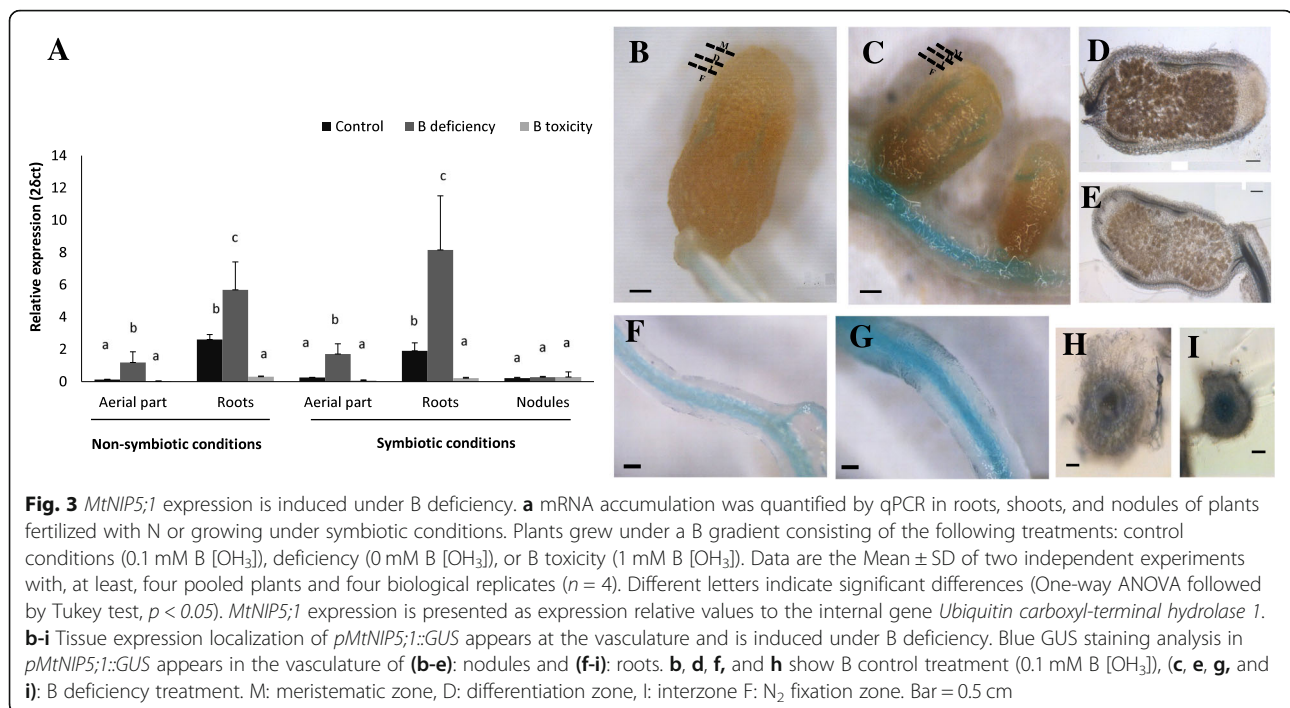 A
Control B deficiency B toxicity
14
12
10
8
6
4
2
0
Relative expression (2δct)
a b a b c a a b a b c a a a a
Aerial part Roots Aerial part Roots Nodules
Non-symbiotic conditions Symbiotic conditions
B
M
D
F
C
M
F
D
E
F
G
H
I
Fig. 3 MtNIP5;1 expression is induced under B deficiency. a mRNA accumulation was quantified by qPCR in roots, shoots, and nodules of plants
fertilized with N or growing under symbiotic conditions. Plants grew under a B gradient consisting of the following treatments: control
conditions (0.1 mM B [OH₃]), deficiency (0 mM B [OH₃]), or B toxicity (1 mM B [OH₃]). Data are the Mean ± SD of two independent experiments
with, at least, four pooled plants and four biological replicates (n = 4). Different letters indicate significant differences (One-way ANOVA followed
by Tukey test, p < 0.05). MtNIP5;1 expression is presented as expression relative values to the internal gene Ubiquitin carboxyl-terminal hydrolase 1.
b-i Tissue expression localization of pMtNIP5;1::GUS appears at the vasculature and is induced under B deficiency. Blue GUS staining analysis in
pMtNIP5;1::GUS appears in the vasculature of (b-e): nodules and (f-i): roots. b, d, f, and h show B control treatment (0.1 mM B [OH₃]), (c, e, g, and
i): B deficiency treatment. M: meristematic zone, D: differentiation zone, I: interzone F: N₂ fixation zone. Bar = 0.5 cm